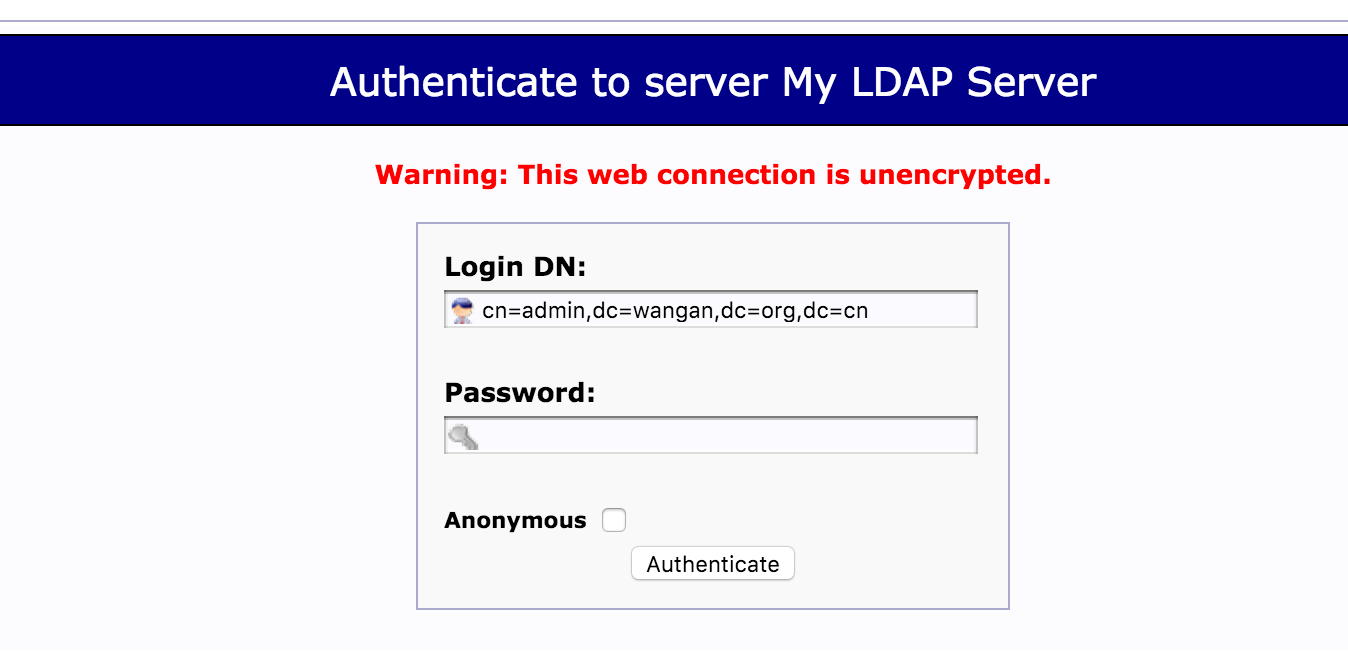 Authenticate to server My LDAP Server
Warning: This web connection is unencrypted.
Login DN:
cn=admin,dc=wangan,dc=org,dc=cn
Password:
Anonymous
Authenticate